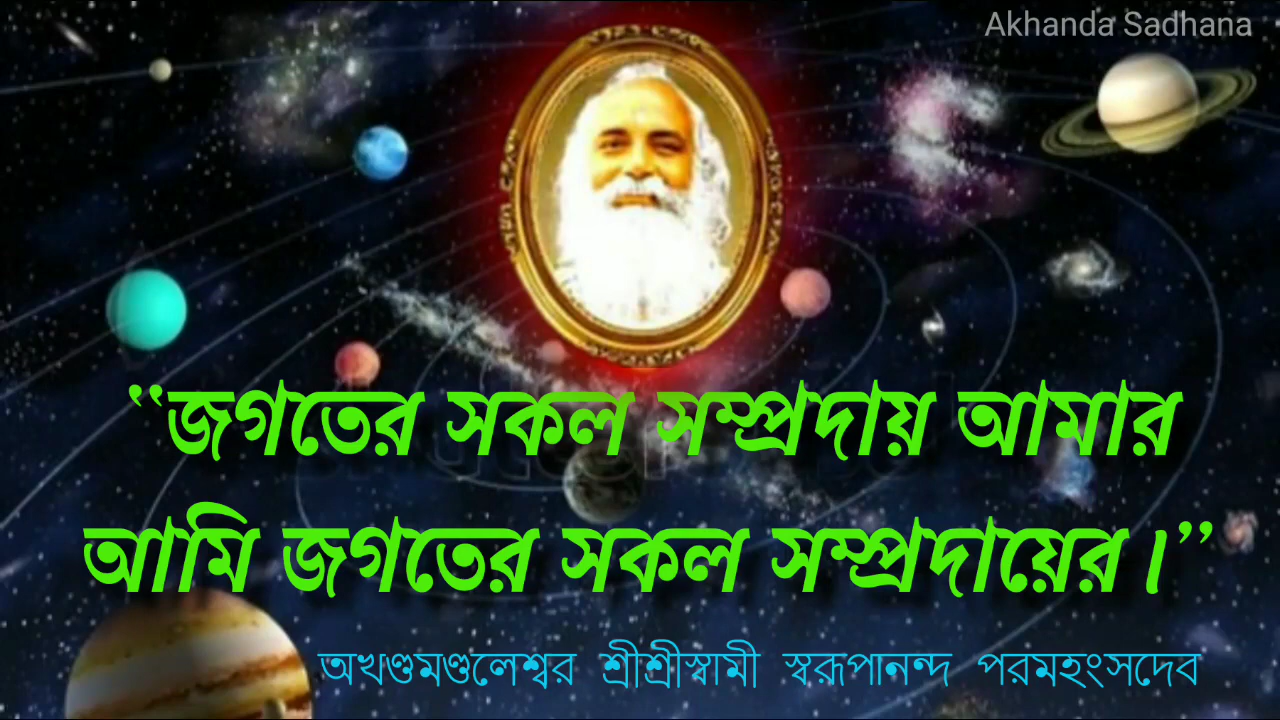 Akhanda Sadhana
“জগতের সকল সম্প্রদায় আমার
আমি জগতের সকল সম্প্রদায়ের।”
অখণ্ডমণ্ডলেশ্বর শ্রীশ্রীস্বামী স্বরূপানন্দ পরমহংসদেব